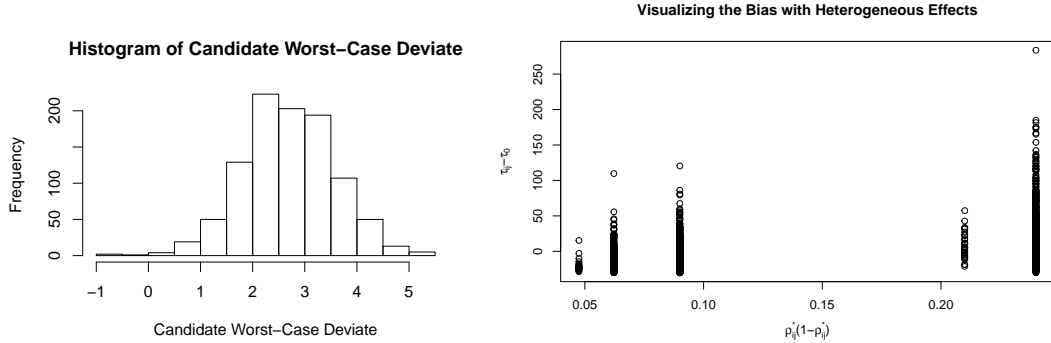 Histogram of Candidate Worst−Case Deviate
Frequency
0
50
100
200
−1 0 1 2 3 4 5
Candidate Worst−Case Deviate
Visualizing the Bias with Heterogeneous Effects
τij−τ0
0
50
100
150
200
250
0.05 0.10 0.15 0.20
ρ*ij(1−ρ*ij)